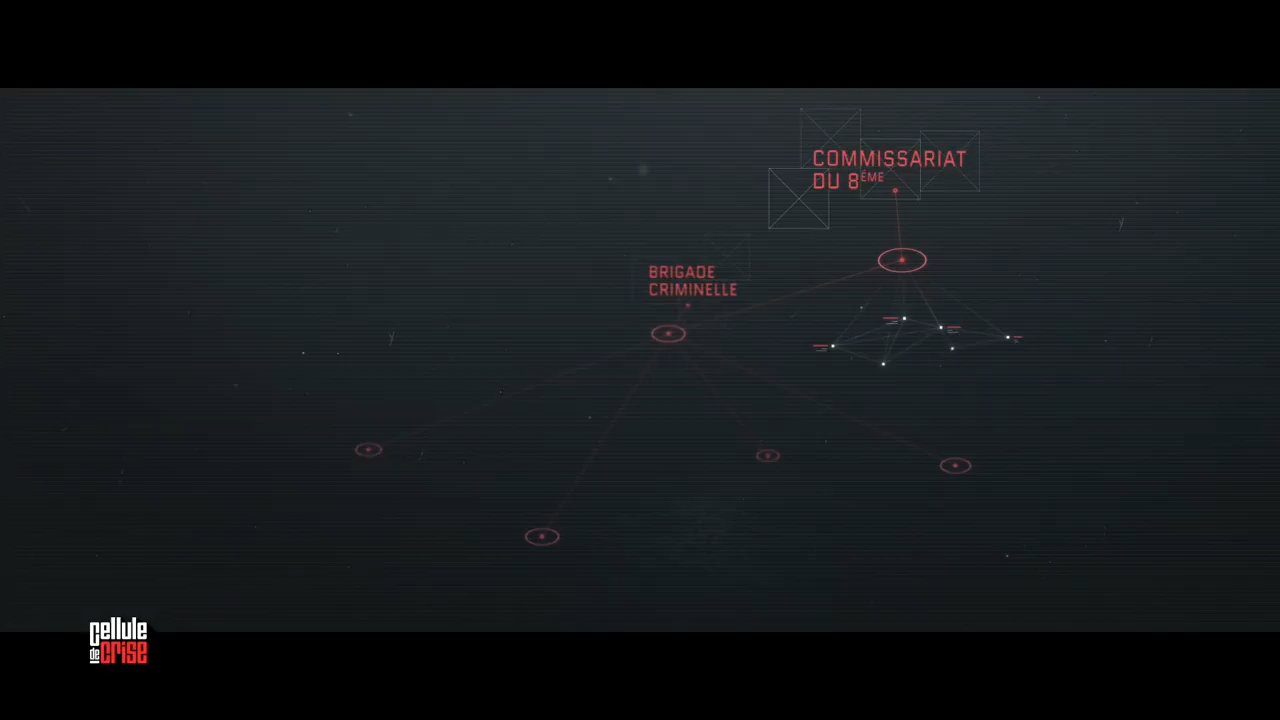 COMMISSARIAT
DU 8ÈME
BRIGADE
CRIMINELLE
cellule
de crise